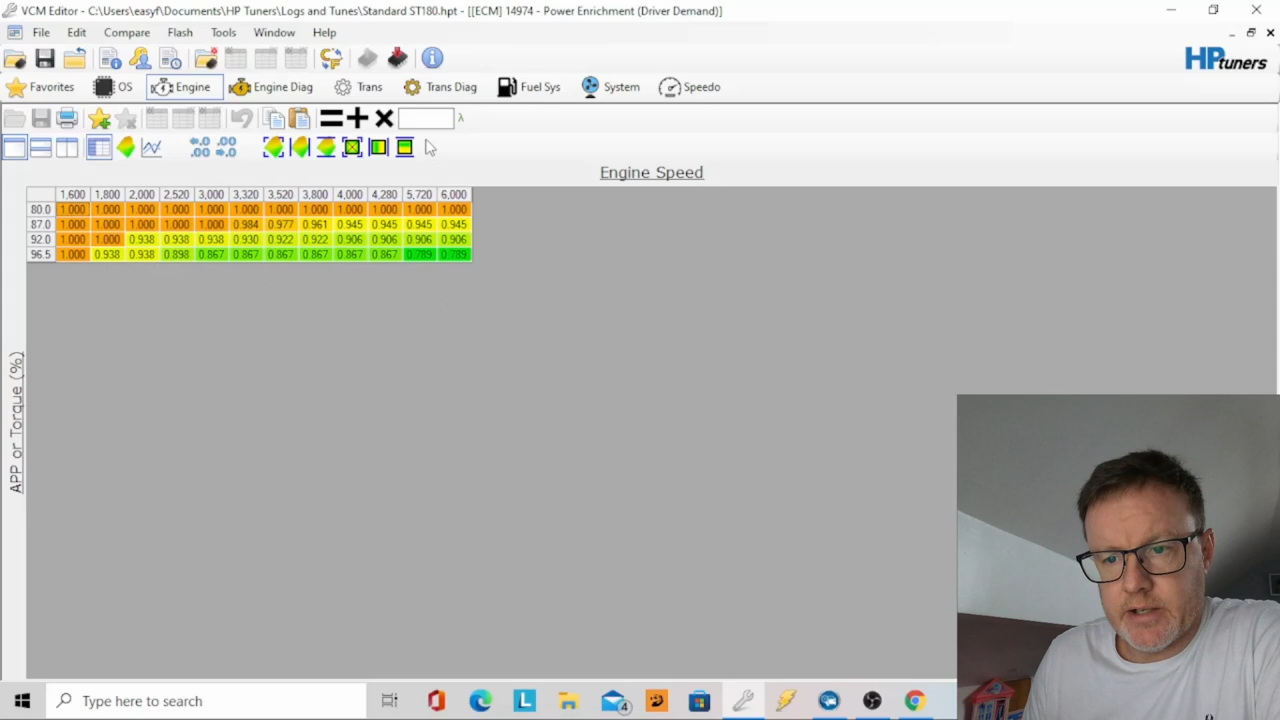 VCM Editor - C:\Users\easyf\Documents\HP Tuners\Logs and Tunes\Standard ST180.hpt - [[ECM] 14974 - Power Enrichment (Driver Demand)]
File Edit Compare Flash Tools Window Help
HPtuners
Favorites OS Engine Engine Diag Trans Trans Diag Fuel Sys System Speedo
λ
←.0 .00
.00 →.0
Engine Speed
1,600 1,800 2,000 2,520 3,000 3,320 3,520 3,800 4,000 4,280 5,720 6,000
80.0 1.000 1.000 1.000 1.000 1.000 1.000 1.000 1.000 1.000 1.000 1.000 1.000
87.0 1.000 1.000 1.000 1.000 1.000 0.984 0.977 0.961 0.945 0.945 0.945 0.945
92.0 1.000 1.000 0.938 0.938 0.938 0.930 0.922 0.922 0.906 0.906 0.906 0.906
96.5 1.000 0.938 0.938 0.898 0.867 0.867 0.867 0.867 0.867 0.867 0.789 0.789
APP or Torque (%)
Type here to search
L
4